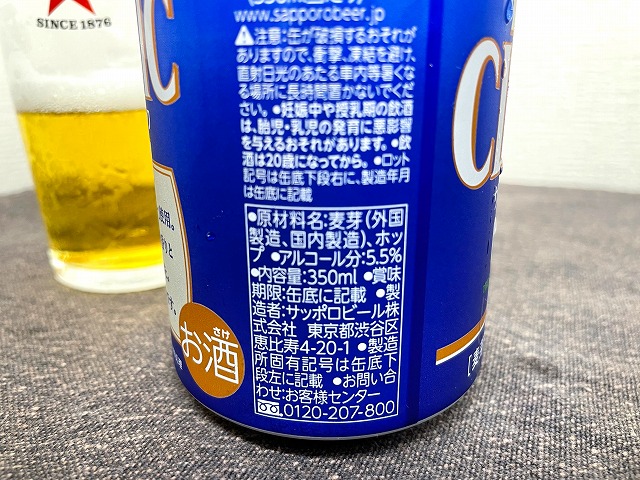 SINCE 1876
www.sapporobeer.jp
⚠注意:缶が破損するおそれが
ありますので、衝撃、凍結を避け、
直射日光のあたる車内等暑くな
る場所に長時間置かないでくだ
さい。●妊娠中や授乳期の飲酒
は、胎児・乳児の発育に悪影響
を与えるおそれがあります。●飲
酒は20歳になってから。●ロット
記号は缶底下段右に、製造年月
は缶底に記載
●原材料名:麦芽(外国
製造、国内製造)、ホッ
プ ●アルコール分:5.5%
●内容量:350ml ●賞味
期限:缶底に記載 ●製
造者:サッポロビール株
式会社 東京都渋谷区
恵比寿4-20-1 ●製造
所固有記号は缶底下
段左に記載 ●お問い合
わせ:お客様センター
0120-207-800
さけ
お酒